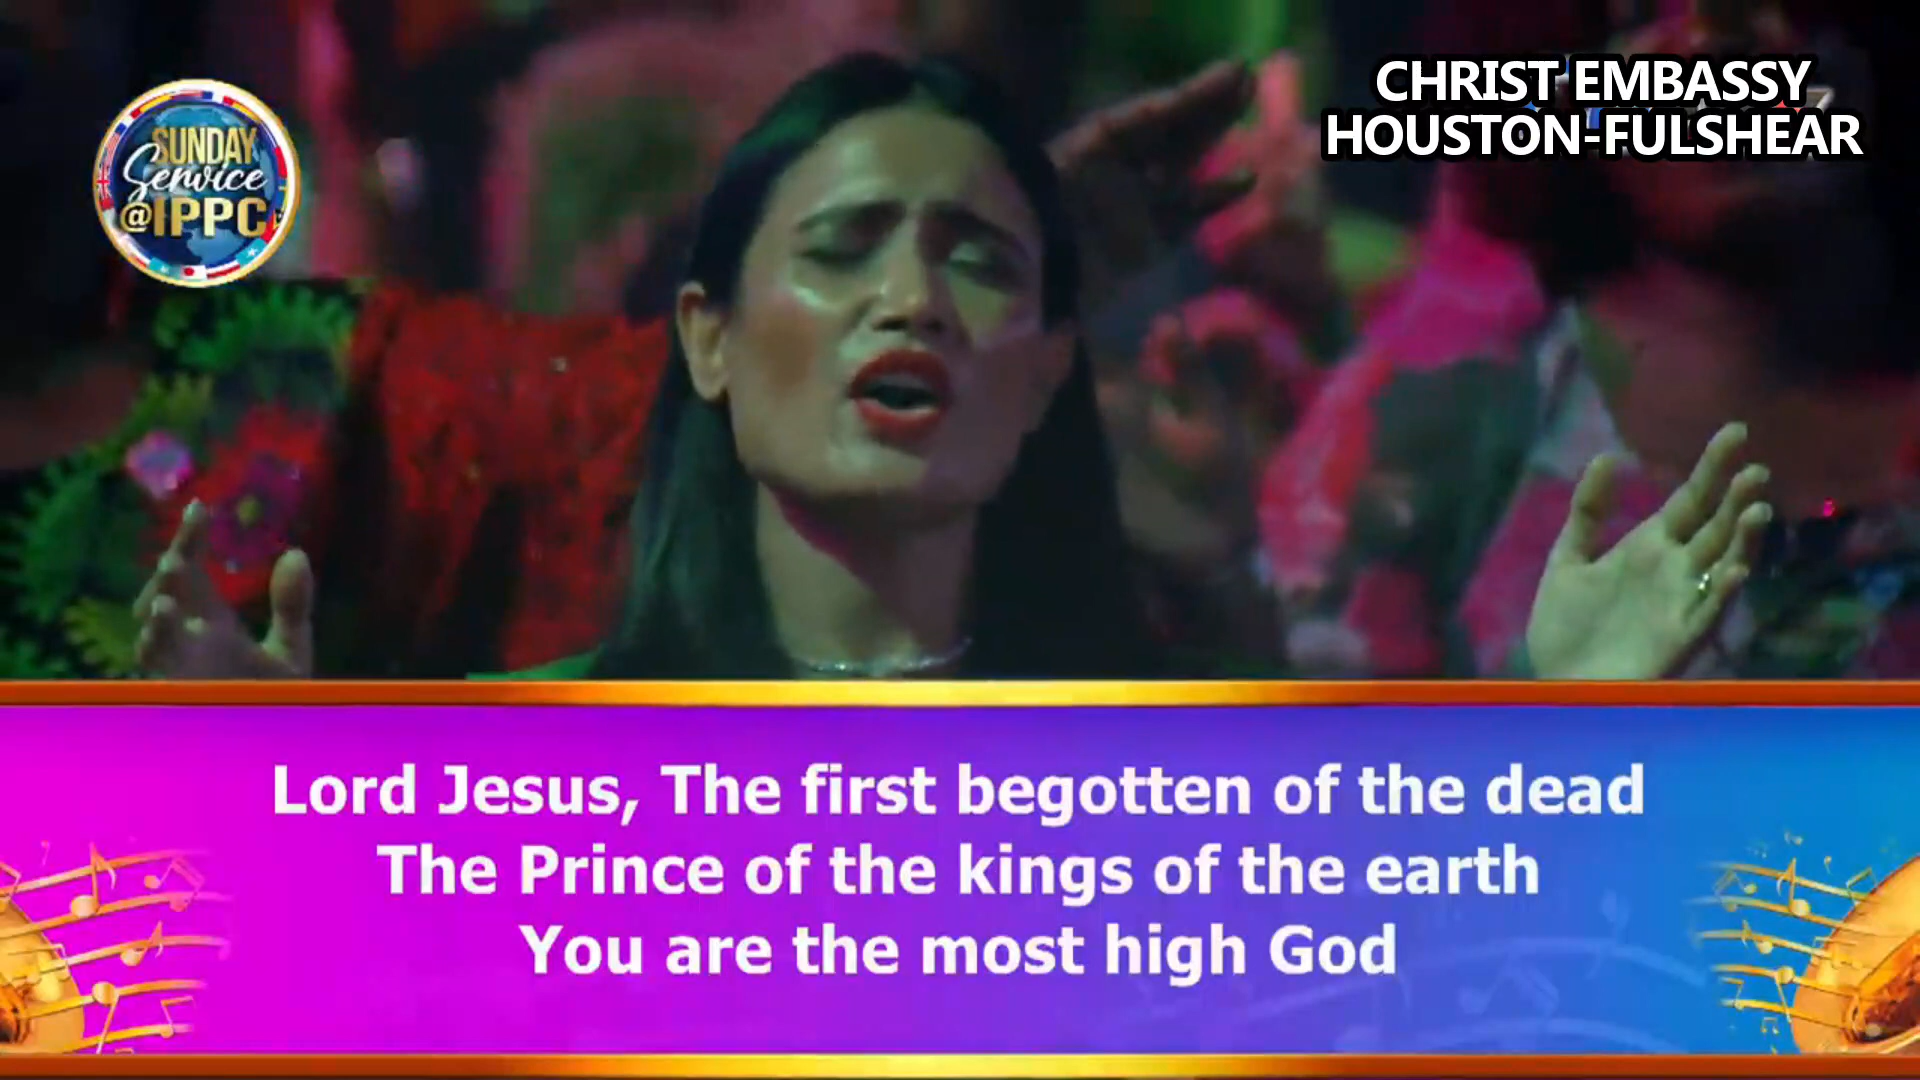 SUNDAY
Service
@IPPC
CHRIST EMBASSY
HOUSTON-FULSHEAR
Lord Jesus, The first begotten of the dead
The Prince of the kings of the earth
You are the most high God